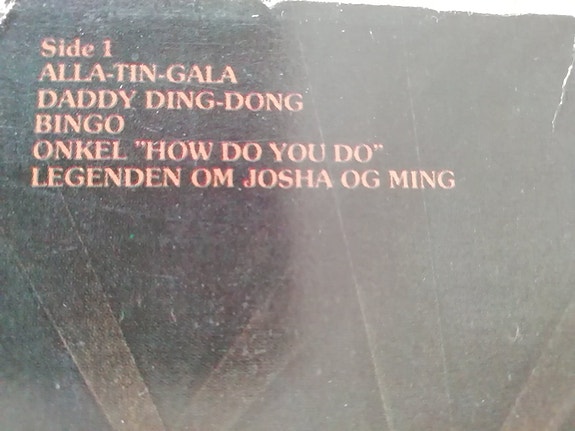 Side 1
ALLA-TIN-GALA
DADDY DING-DONG
BINGO
ONKEL "HOW DO YOU DO"
LEGENDEN OM JOSHA OG MING